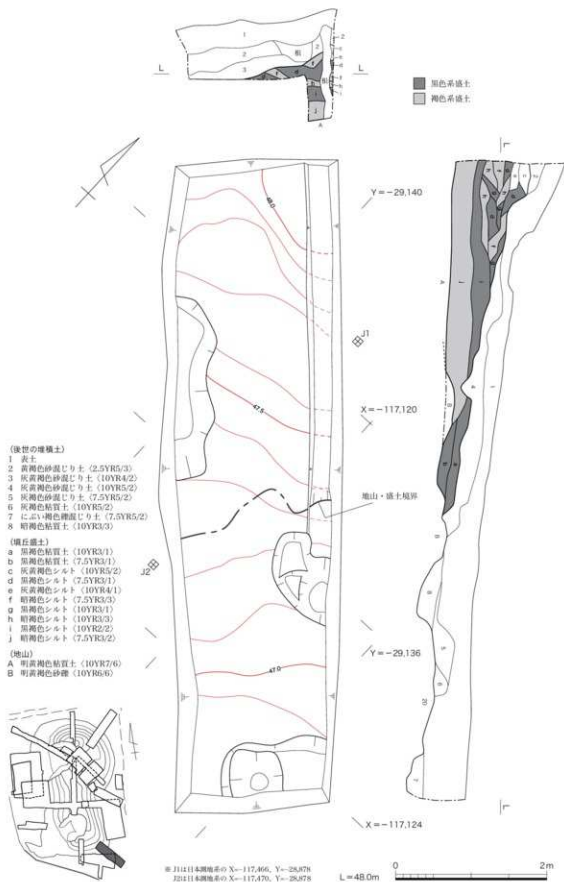 L
L
A
1
2
3
根
2
黒色系盛土
褐色系盛土
L
Y=-29,140
48.0
J1
X=-117,120
47.5
地山・盛土境界
J2
Y=-29,136
47.0
X=-117,124
A
j
i
4
1
B
8
8
5
6
L
(後世の堆積土)
1 表土
2 黄褐色砂混じり土〈2.5YR5/3〉
3 灰黄褐色砂混じり土〈10YR4/2〉
4 灰黄褐色砂混じり土〈10YR5/2〉
5 灰褐色砂混じり土〈7.5YR5/2〉
6 灰褐色粘質土〈10YR5/2〉
7 にぶい褐色礫混じり土〈7.5YR5/2〉
8 暗褐色粘質土〈10YR3/3〉
(墳丘盛土)
a 黒褐色粘質土〈10YR3/1〉
b 黒褐色粘質土〈7.5YR3/1〉
c 灰黄褐色シルト〈10YR5/2〉
d 黒褐色シルト〈7.5YR3/1〉
e 灰黄褐色シルト〈10YR4/1〉
f 暗褐色シルト〈7.5YR3/3〉
g 黒褐色シルト〈10YR3/1〉
h 暗褐色シルト〈10YR3/3〉
i 黒褐色シルト〈10YR2/2〉
j 暗褐色シルト〈7.5YR3/2〉
(地山)
A 明黄褐色粘質土〈10YR7/6〉
B 明黄褐色砂礫〈10YR6/6〉
※ J1は日本測地系の X=-117,466、Y=-28,878
J2は日本測地系の X=-117,470、Y=-28,878
L=48.0m
0
2m